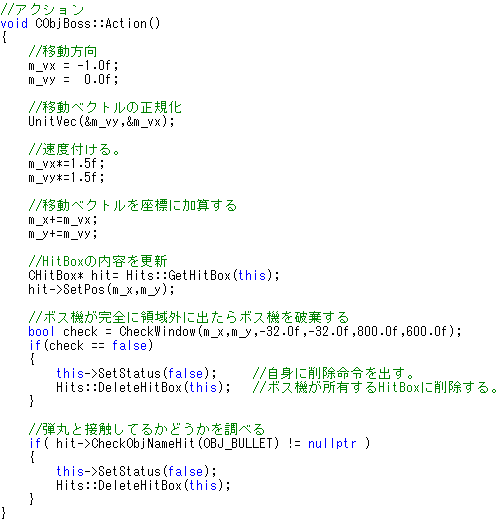 //アクション
void CObjBoss::Action()
{
    //移動方向
    m_vx = -1.0f;
    m_vy =  0.0f;

    //移動ベクトルの正規化
    UnitVec(&m_vy,&m_vx);

    //速度付ける。
    m_vx*=1.5f;
    m_vy*=1.5f;

    //移動ベクトルを座標に加算する
    m_x+=m_vx;
    m_y+=m_vy;

    //HitBoxの内容を更新
    CHitBox* hit= Hits::GetHitBox(this);
    hit->SetPos(m_x,m_y);

    //ボス機が完全に領域外に出たらボス機を破棄する
    bool check = CheckWindow(m_x,m_y,-32.0f,-32.0f,800.0f,600.0f);
    if(check == false)
    {
        this->SetStatus(false);     //自身に削除命令を出す。
        Hits::DeleteHitBox(this);   //ボス機が所有するHitBoxに削除する。
    }

    //弾丸と接触してるかどうかを調べる
    if( hit->CheckObjNameHit(OBJ_BULLET) != nullptr )
    {
        this->SetStatus(false);
        Hits::DeleteHitBox(this);
    }
}